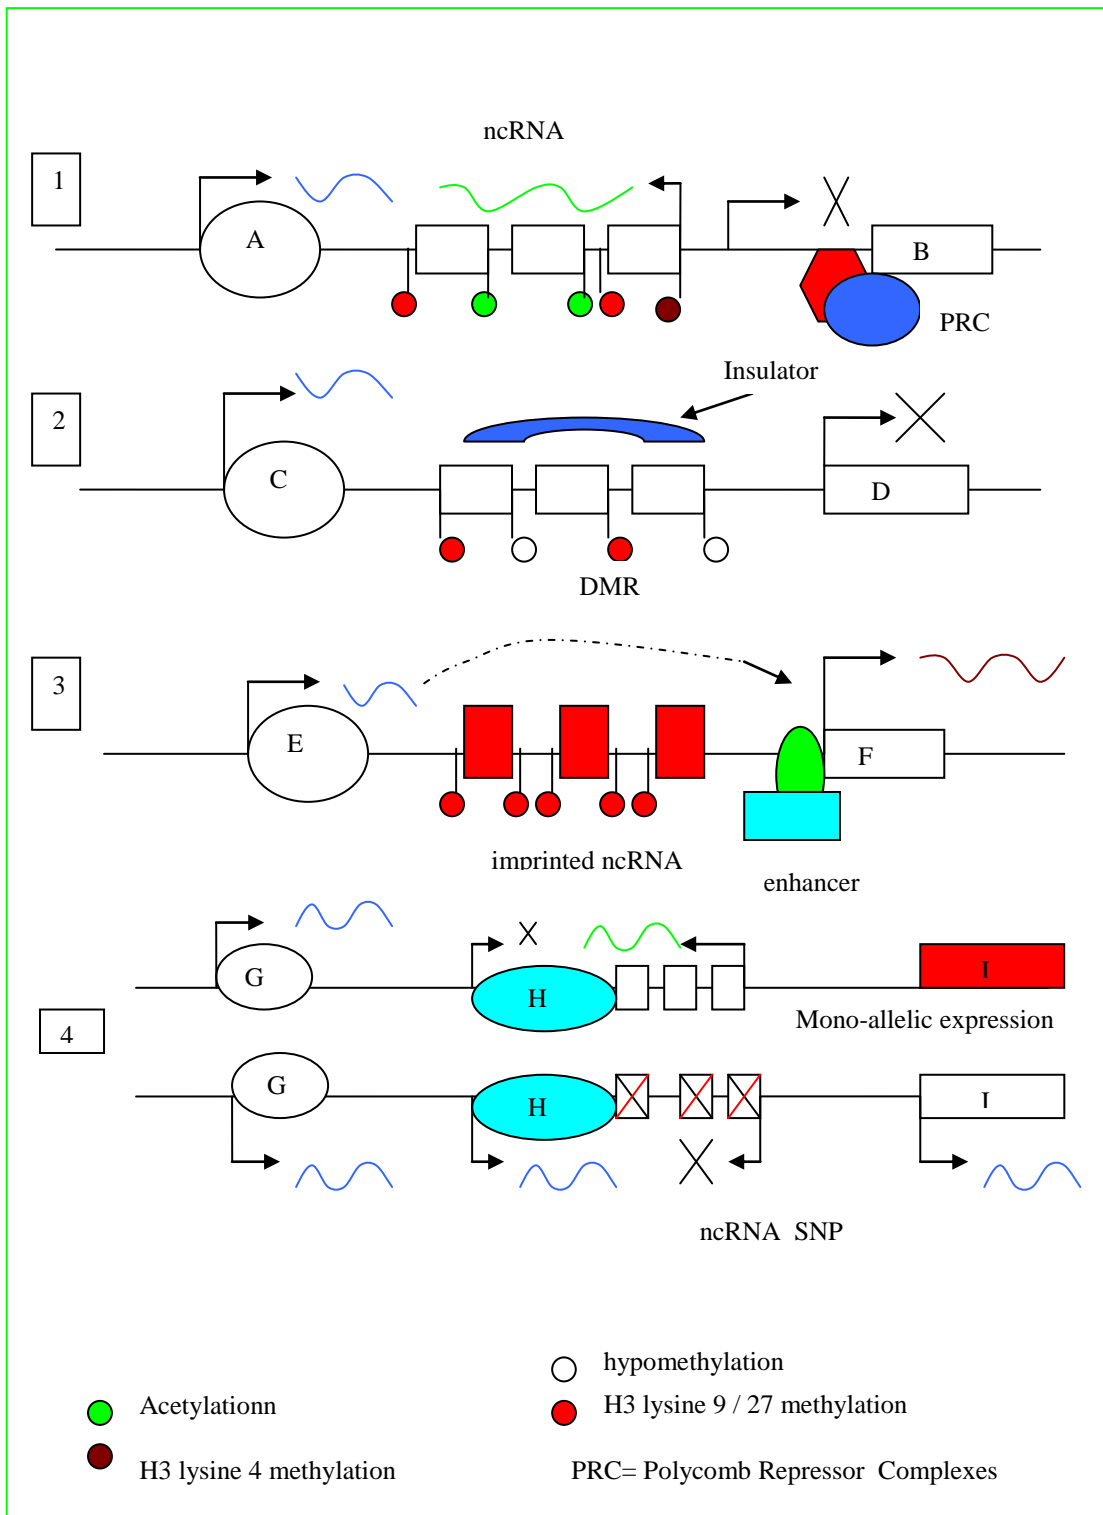 ncRNA
1
A
B
PRC
Insulator
2
C
D
DMR
3
E
F
imprinted ncRNA
enhancer
G
H
I
Mono-allelic expression
4
G
H
I
ncRNA SNP
hypomethylation
Acetylationn
H3 lysine 9 / 27 methylation
H3 lysine 4 methylation
PRC= Polycomb Repressor Complexes